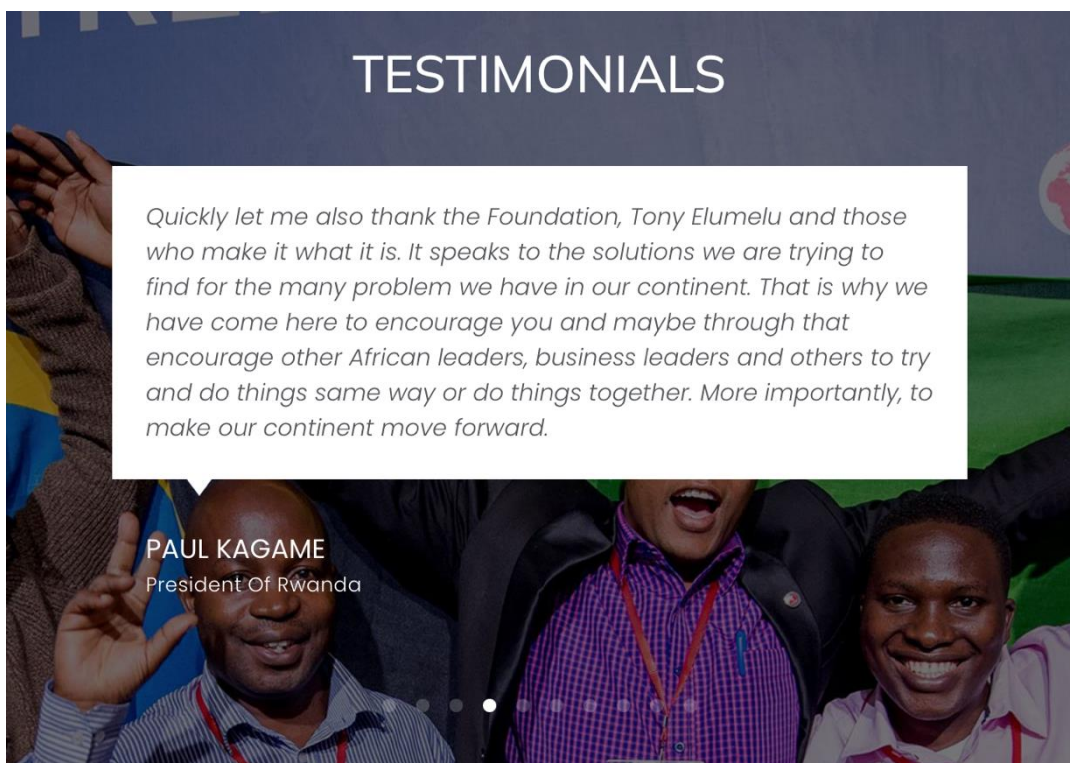 TESTIMONIALS
Quickly let me also thank the Foundation, Tony Elumelu and those
who make it what it is. It speaks to the solutions we are trying to
find for the many problem we have in our continent. That is why we
have come here to encourage you and maybe through that
encourage other African leaders, business leaders and others to try
and do things same way or do things together. More importantly, to
make our continent move forward.
PAUL KAGAME
President Of Rwanda